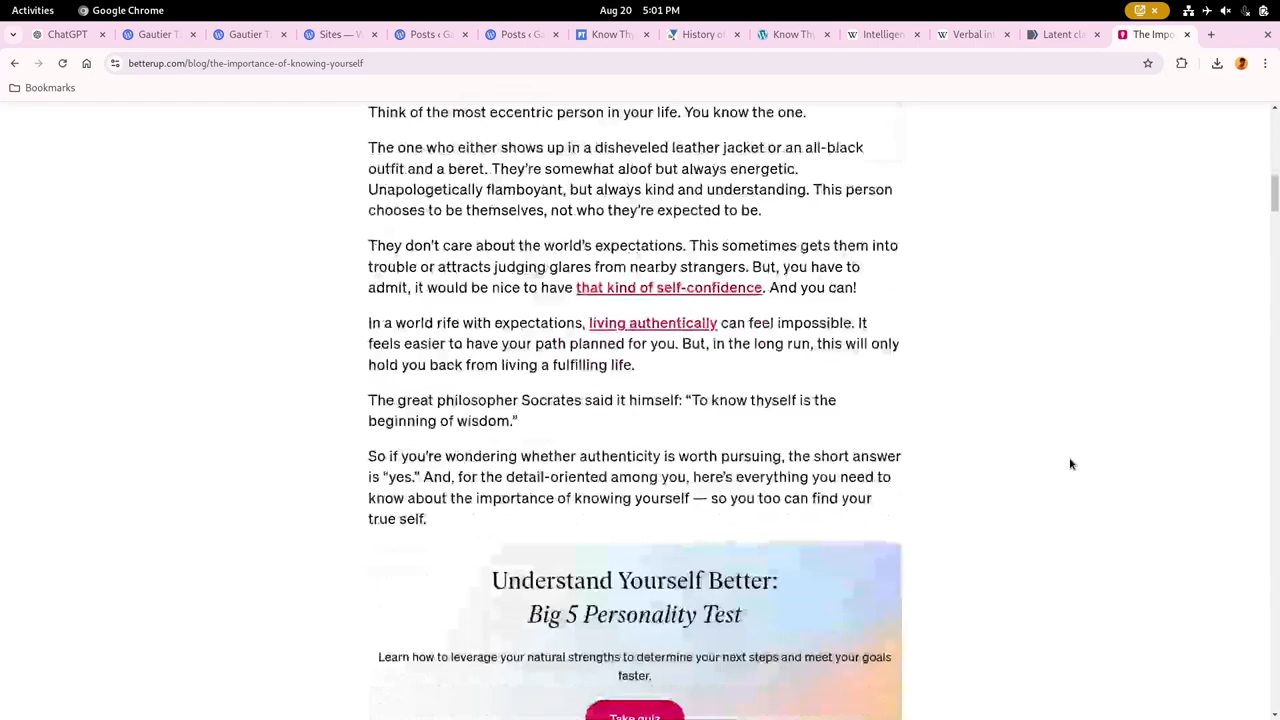 Activities
Google Chrome
Aug 20 5:01 PM
ChatGPT
Gautier T
Gautier T
Sites — W
Posts ‹ Ga
Posts ‹ Ga
Know Thy
History of
Know Thy
Intelligen
Verbal in
Latent cla
The Impo
betterup.com/blog/the-importance-of-knowing-yourself
Bookmarks
Think of the most eccentric person in your life. You know the one.
The one who either shows up in a disheveled leather jacket or an all-black
outfit and a beret. They’re somewhat aloof but always energetic.
Unapologetically flamboyant, but always kind and understanding. This person
chooses to be themselves, not who they’re expected to be.
They don’t care about the world’s expectations. This sometimes gets them into
trouble or attracts judging glares from nearby strangers. But, you have to
admit, it would be nice to have that kind of self-confidence. And you can!
In a world rife with expectations, living authentically can feel impossible. It
feels easier to have your path planned for you. But, in the long run, this will only
hold you back from living a fulfilling life.
The great philosopher Socrates said it himself: “To know thyself is the
beginning of wisdom.”
So if you’re wondering whether authenticity is worth pursuing, the short answer
is “yes.” And, for the detail-oriented among you, here’s everything you need to
know about the importance of knowing yourself — so you too can find your
true self.
Understand Yourself Better:
Big 5 Personality Test
Learn how to leverage your natural strengths to determine your next steps and meet your goals
faster.
Take quiz